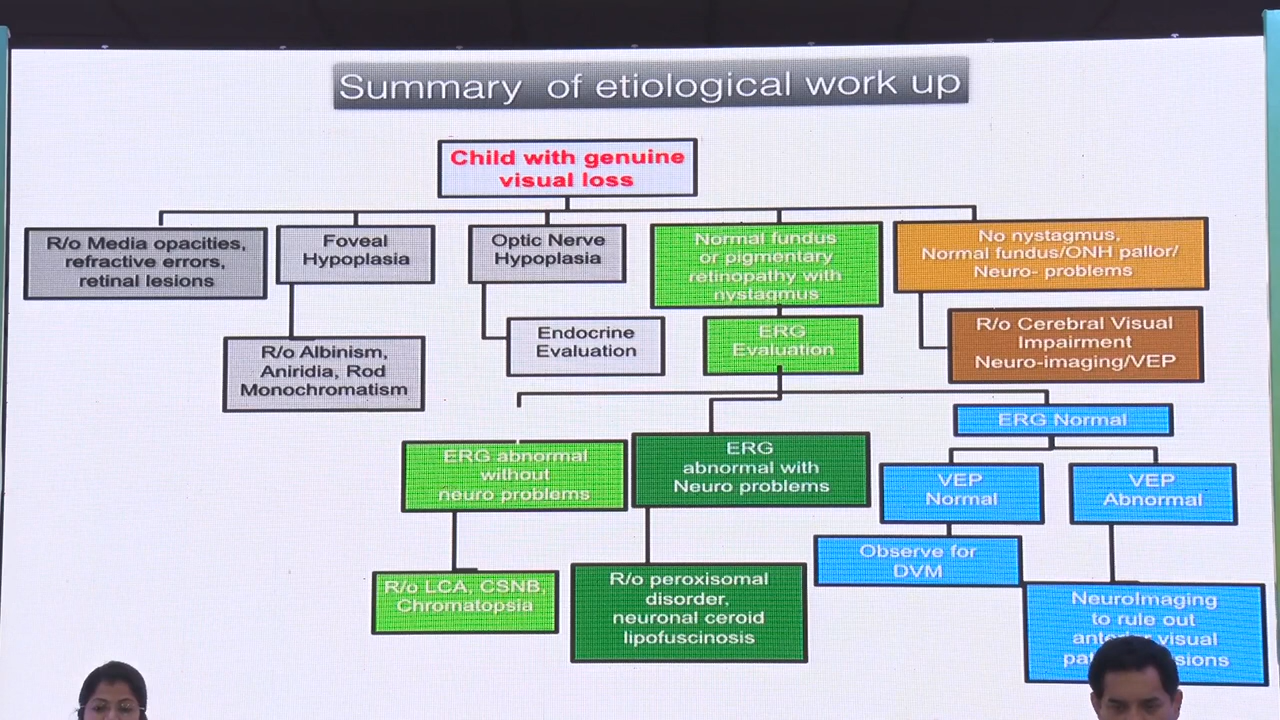 Summary of etiological work up
Child with genuine
visual loss
R/o Media opacities,
refractive errors,
retinal lesions
Foveal
Hypoplasia
Optic Nerve
Hypoplasia
Normal fundus
or pigmentary
retinopathy with
nystagmus
No nystagmus,
Normal fundus/ONH pallor/
Neuro- problems
R/o Albinism,
Aniridia, Rod
Monochromatism
Endocrine
Evaluation
ERG
Evaluation
R/o Cerebral Visual
Impairment
Neuro-imaging/VEP
ERG Normal
ERG abnormal
without
neuro problems
ERG
abnormal with
Neuro problems
VEP
Normal
VEP
Abnormal
Observe for
DVM
R/o LCA, CSNB,
Chromatopsia
R/o peroxisomal
disorder,
neuronal ceroid
lipofuscinosis
NeuroImaging
to rule out
visual